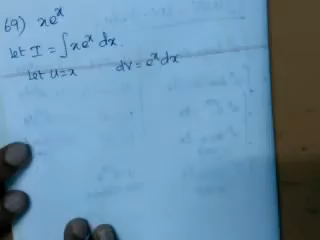 69) xe^x
let I = ∫xe^x dx.
let u=x dv=e^x dx